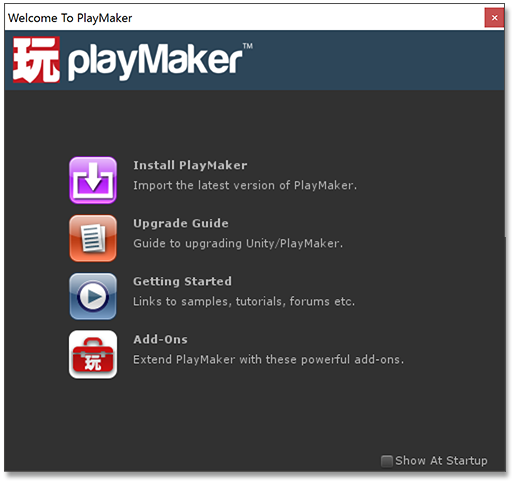 Welcome To PlayMaker
玩 playMaker™
Install PlayMaker
Import the latest version of PlayMaker.
Upgrade Guide
Guide to upgrading Unity/PlayMaker.
Getting Started
Links to samples, tutorials, forums etc.
Add-Ons
Extend PlayMaker with these powerful add-ons.
玩
Show At Startup